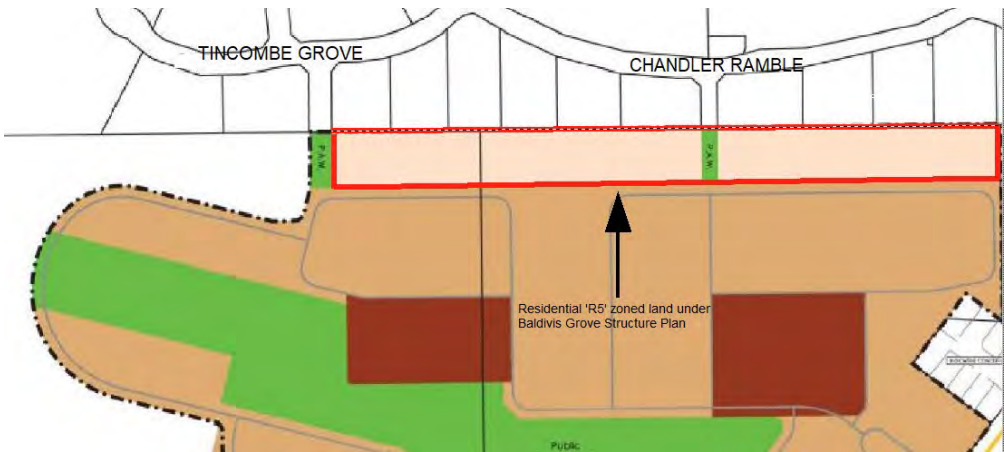 TINCOMBE GROVE
CHANDLER RAMBLE
P.A.W.
P.A.W.
Residential 'R5' zoned land under
Baldivis Grove Structure Plan
Public